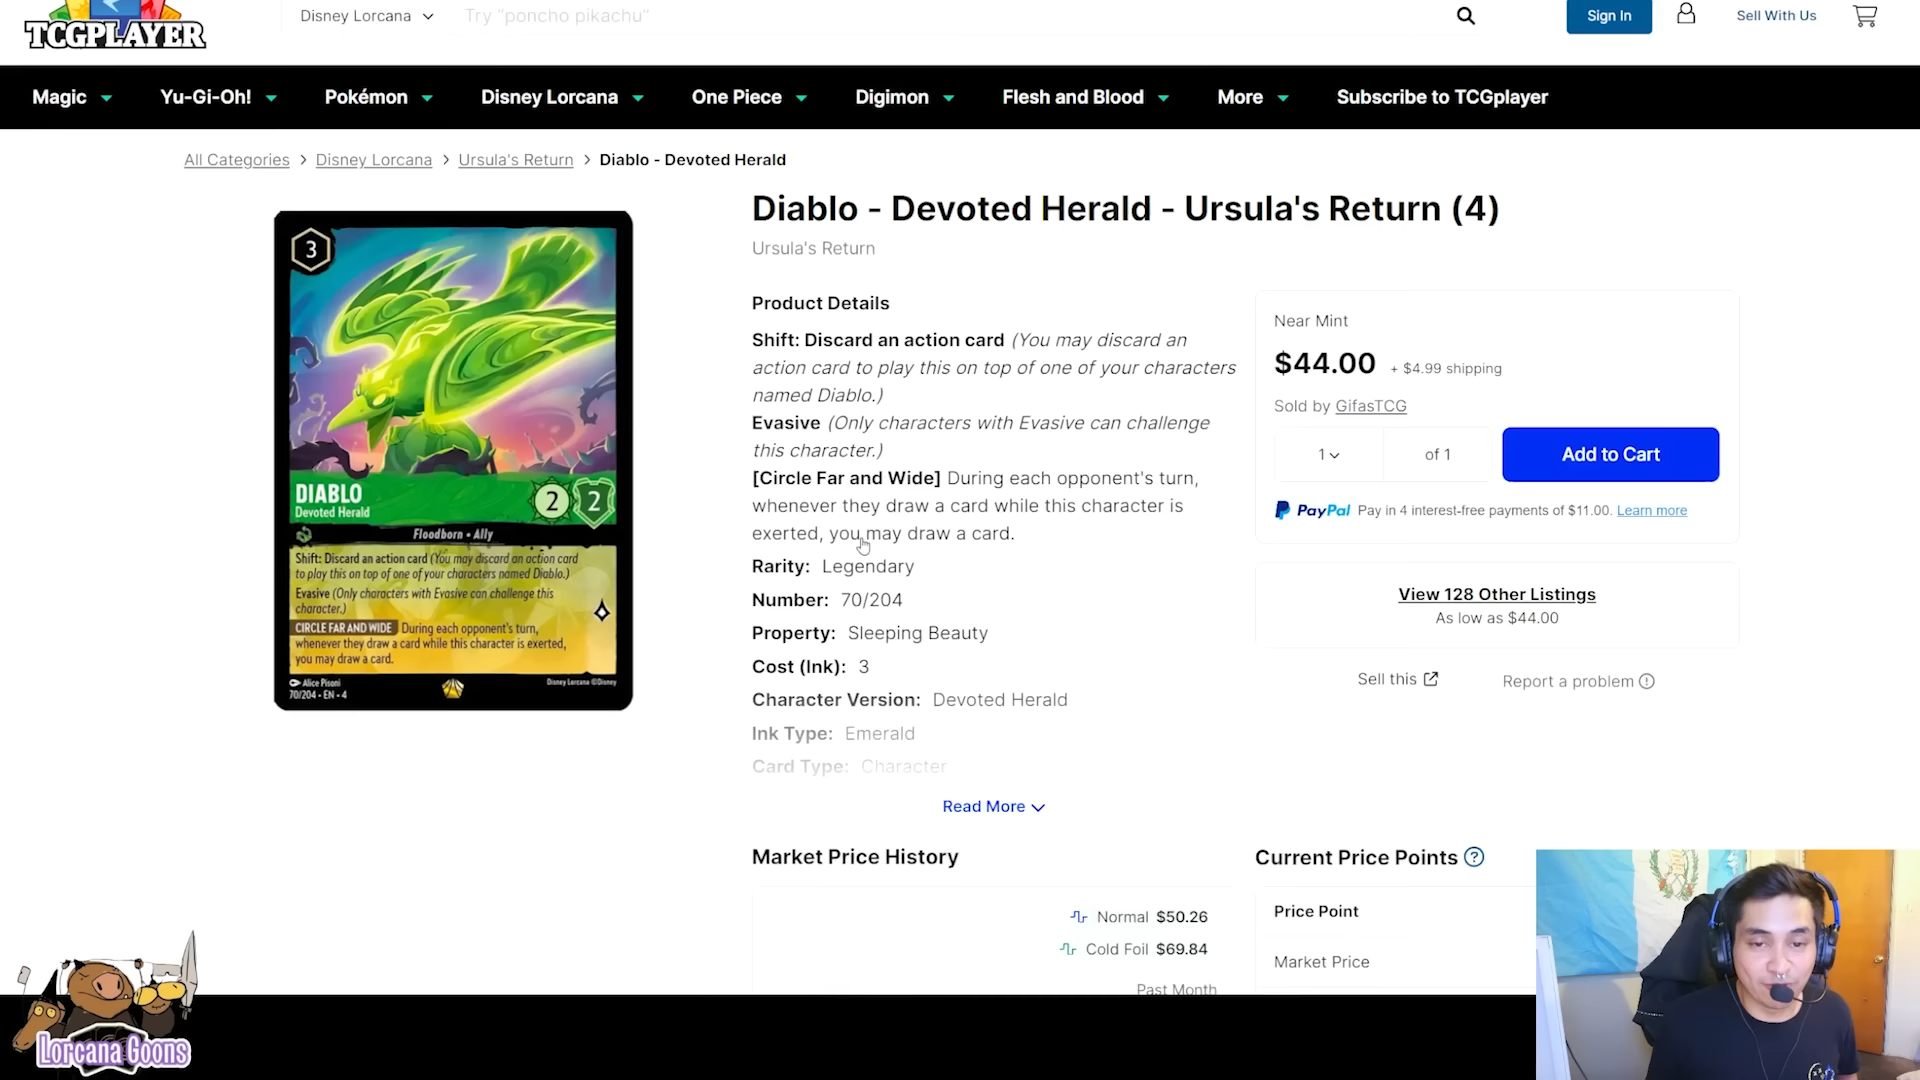 TCGPLAYER
Disney Lorcana
Try “poncho pikachu”
Sign In
Sell With Us
Magic
Yu-Gi-Oh!
Pokémon
Disney Lorcana
One Piece
Digimon
Flesh and Blood
More
Subscribe to TCGplayer
All Categories > Disney Lorcana > Ursula's Return > Diablo - Devoted Herald
3
DIABLO
Devoted Herald
2
2
Floodborn • Ally
Shift: Discard an action card (You may discard an action card
to play this on top of one of your characters named Diablo.)
Evasive (Only characters with Evasive can challenge this
character.)
CIRCLE FAR AND WIDE During each opponent's turn,
whenever they draw a card while this character is exerted,
you may draw a card.
Alice Pisoni
70/204 • EN • 4
Disney Lorcana ©Disney
Diablo - Devoted Herald - Ursula's Return (4)
Ursula's Return
Product Details
Shift: Discard an action card (You may discard an
action card to play this on top of one of your characters
named Diablo.)
Evasive (Only characters with Evasive can challenge
this character.)
[Circle Far and Wide] During each opponent's turn,
whenever they draw a card while this character is
exerted, you may draw a card.
Rarity: Legendary
Number: 70/204
Property: Sleeping Beauty
Cost (Ink): 3
Character Version: Devoted Herald
Ink Type: Emerald
Card Type: Character
Read More
Near Mint
$44.00 + $4.99 shipping
Sold by GifasTCG
1
of 1
Add to Cart
PayPal Pay in 4 interest-free payments of $11.00. Learn more
View 128 Other Listings
As low as $44.00
Sell this
Report a problem
Market Price History
Normal $50.26
Cold Foil $69.84
Past Month
Current Price Points
Price Point
Market Price
Lorcana Goons